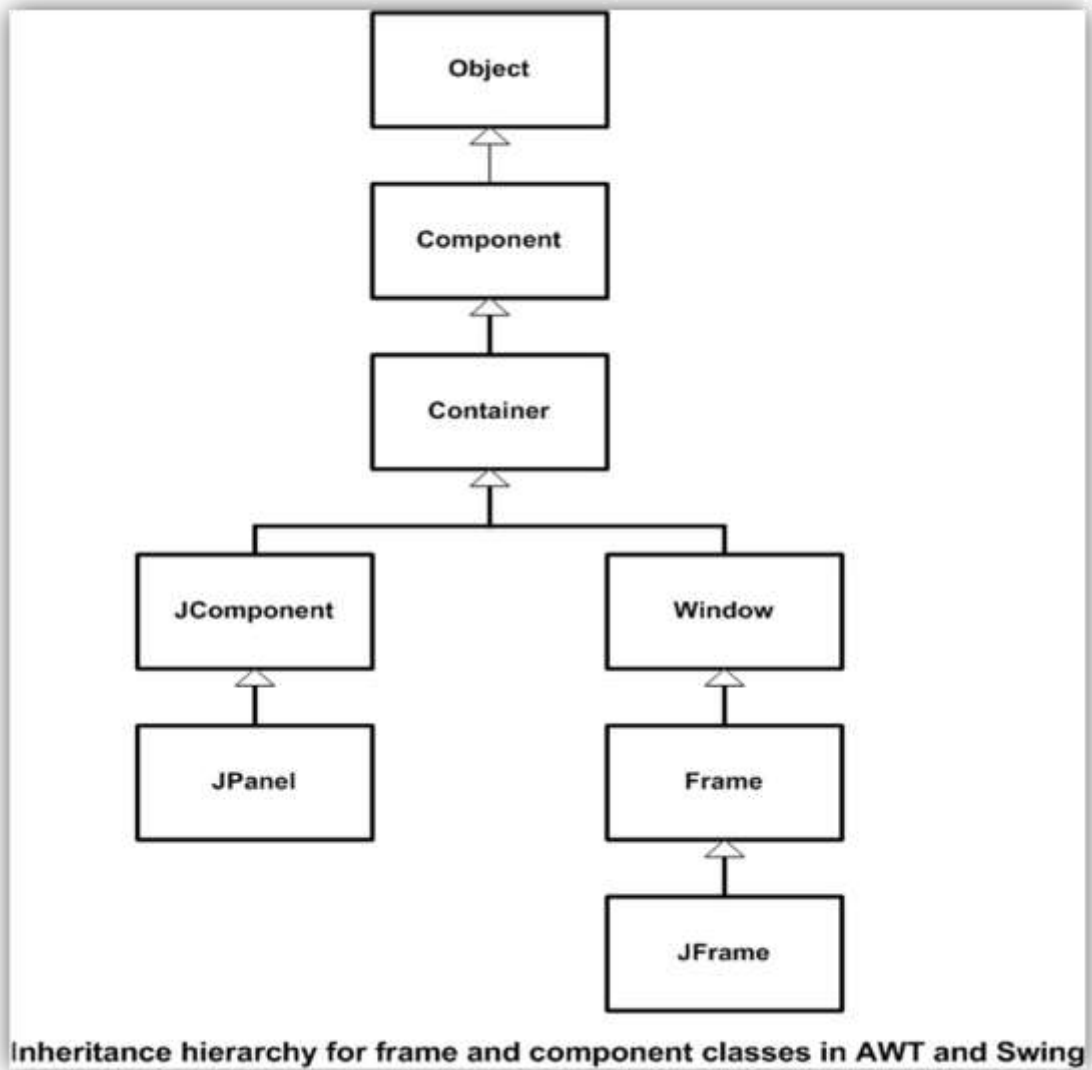 Object
Component
Container
JComponent
Window
JPanel
Frame
JFrame
Inheritance hierarchy for frame and component classes in AWT and Swing